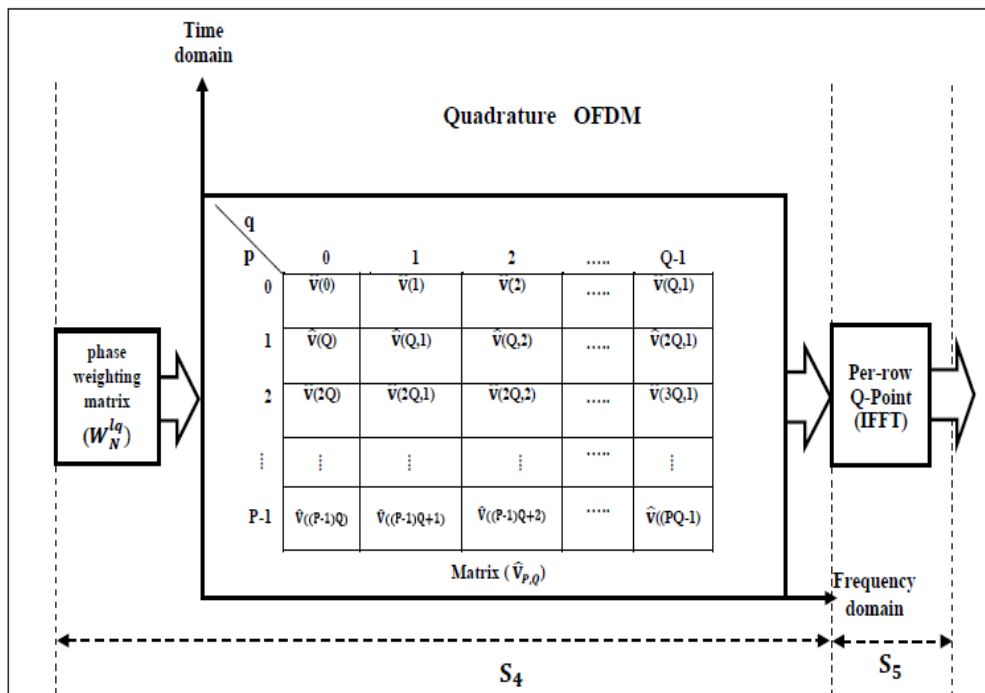 Time
domain
Quadrature OFDM
q
p
0 1 2 ..... Q-1
0 v̂(0) v̂(1) v̂(2) ..... v̂(Q,1)
1 v̂(Q) v̂(Q,1) v̂(Q,2) ..... v̂(2Q,1)
2 v̂(2Q) v̂(2Q,1) v̂(2Q,2) ..... v̂(3Q,1)
⋮ ⋮ ⋮ ⋮ ..... ⋮
P-1 v̂((P-1)Q) v̂((P-1)Q+1) v̂((P-1)Q+2) ..... v̂((PQ-1)
Matrix (V̂_{P,Q})
phase
weighting
matrix
(W_N^{lq})
Per-row
Q-Point
(IFFT)
Frequency
domain
S₄
S₅